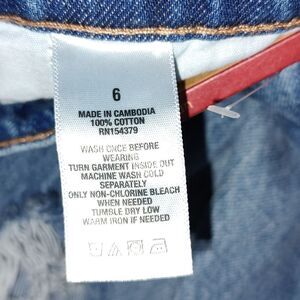 6
MADE IN CAMBODIA
100% COTTON
RN154379
WASH ONCE BEFORE
WEARING
TURN GARMENT INSIDE OUT
MACHINE WASH COLD
SEPARATELY
ONLY NON-CHLORINE BLEACH
WHEN NEEDED
TUMBLE DRY LOW
WARM IRON IF NEEDED